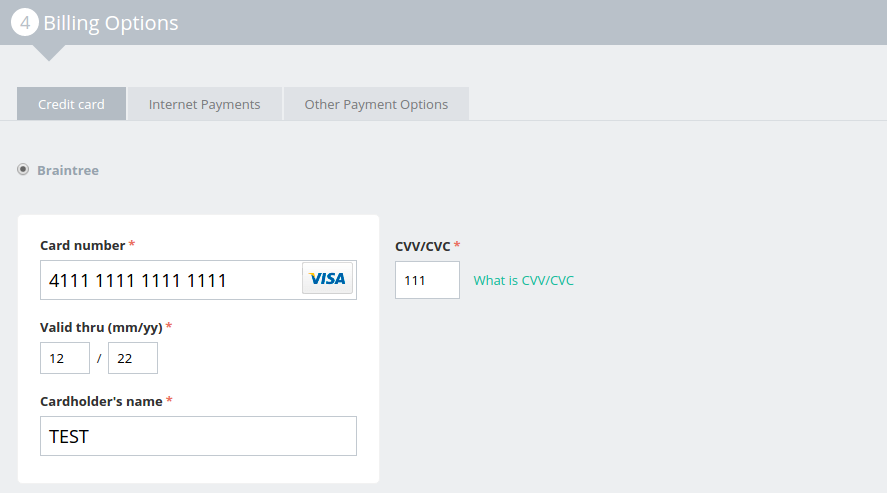 4 Billing Options
Credit card Internet Payments Other Payment Options
Braintree
Card number *
4111 1111 1111 1111 VISA
Valid thru (mm/yy) *
12 / 22
Cardholder's name *
TEST
CVV/CVC *
111 What is CVV/CVC